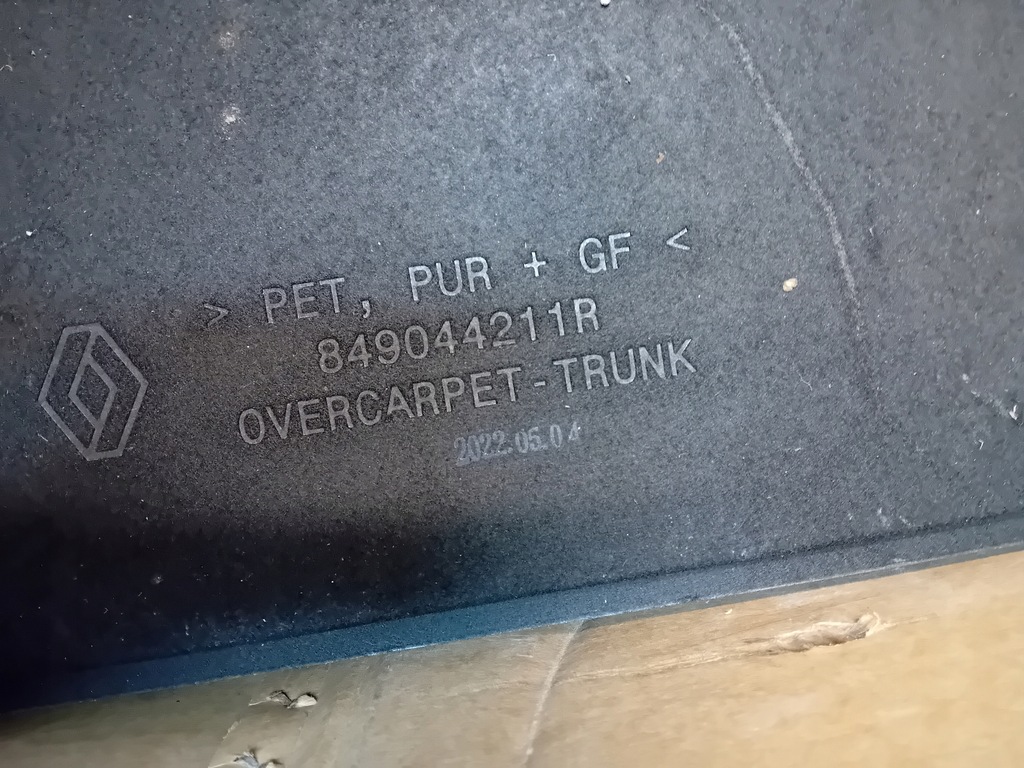 > PET, PUR + GF <
849044211R
OVERCARPET-TRUNK
2022.05.04